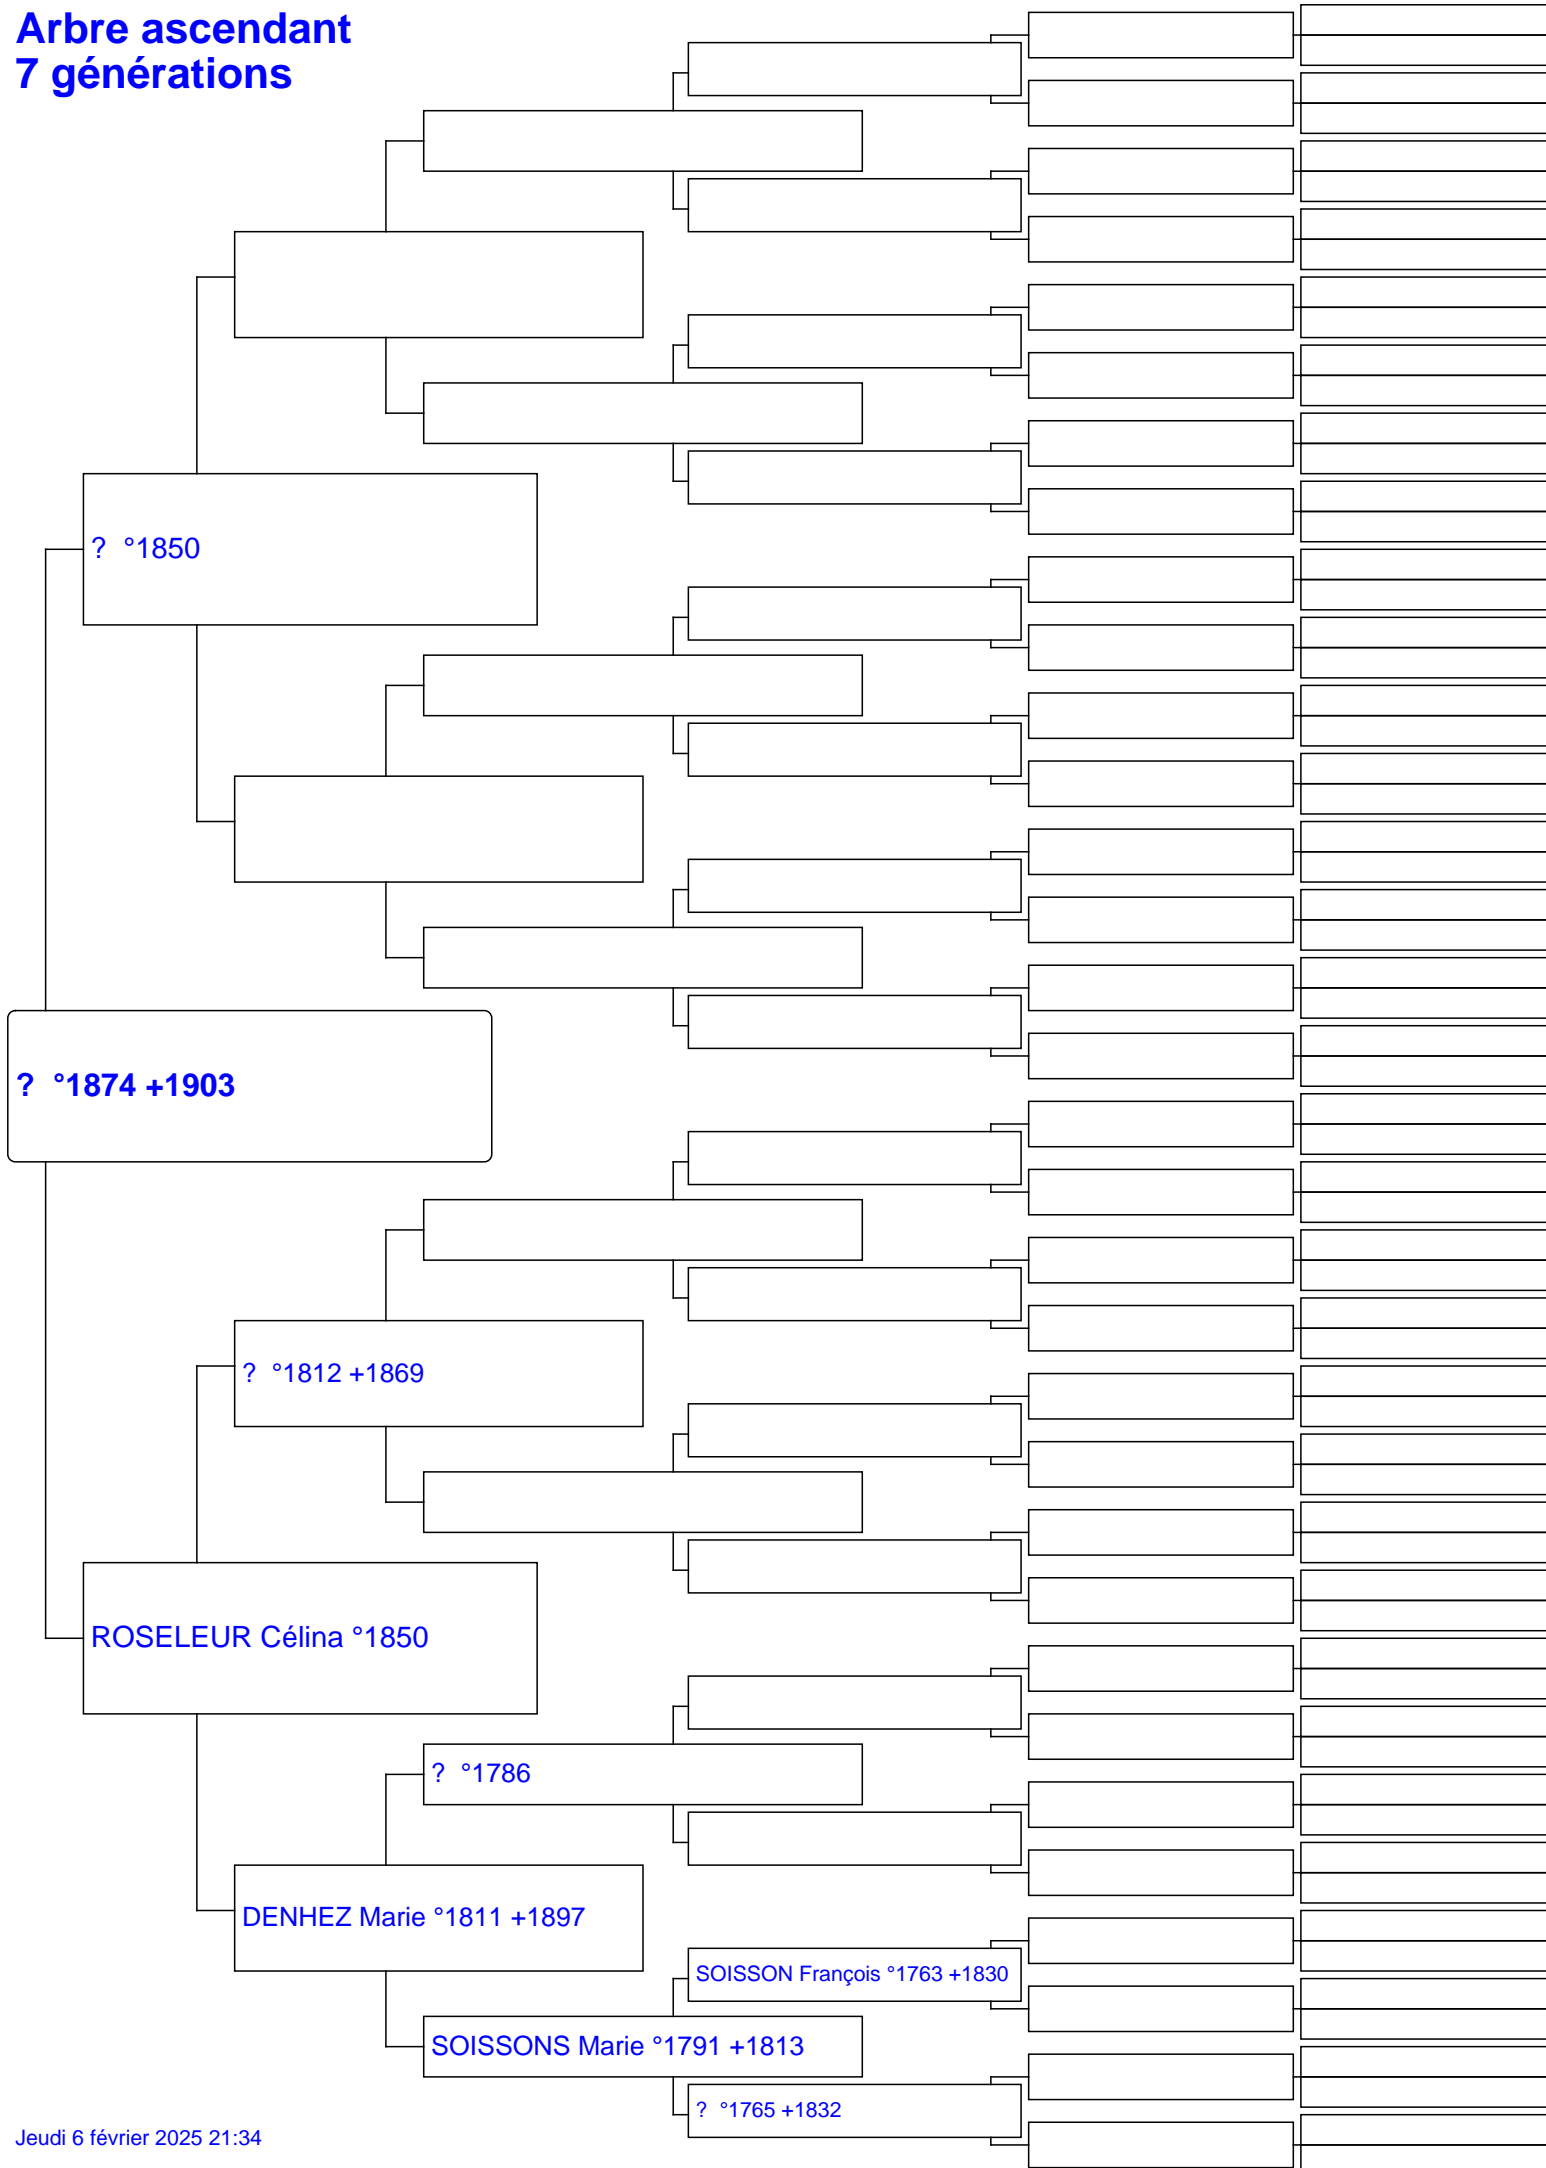 Arbre ascendant
7 générations
? °1850
? °1874 +1903
? °1812 +1869
ROSELEUR Célina °1850
? °1786
DENHEZ Marie °1811 +1897
SOISSON François °1763 +1830
SOISSONS Marie °1791 +1813
? °1765 +1832
Jeudi 6 février 2025 21:34